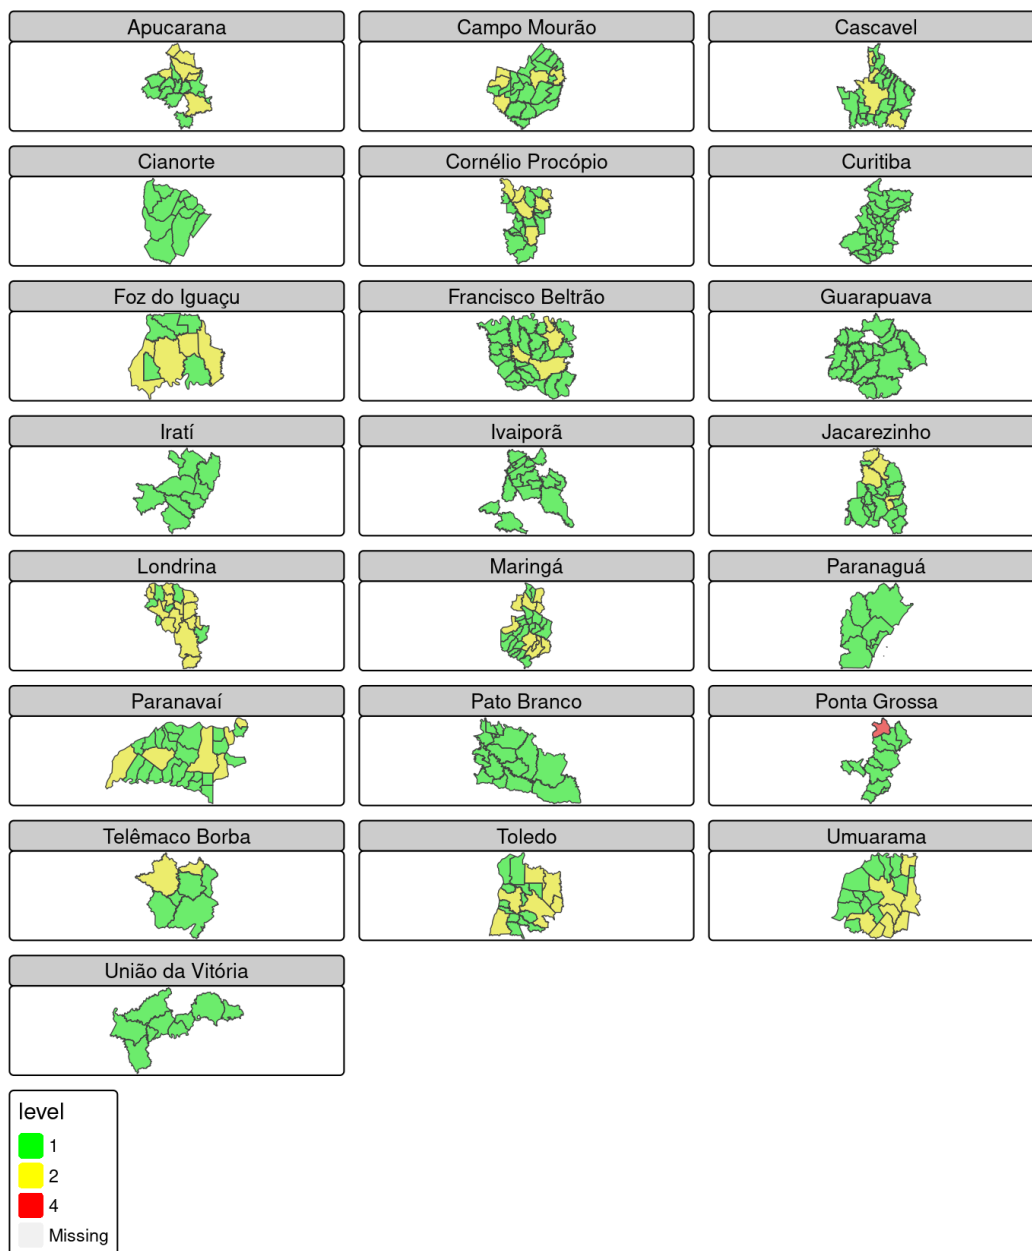 Apucarana
Campo Mourão
Cascavel
Cianorte
Cornélio Procópio
Curitiba
Foz do Iguaçu
Francisco Beltrão
Guarapuava
Iratí
Ivaiporã
Jacarezinho
Londrina
Maringá
Paranaguá
Paranavaí
Pato Branco
Ponta Grossa
Telêmaco Borba
Toledo
Umuarama
União da Vitória
level
1
2
4
Missing